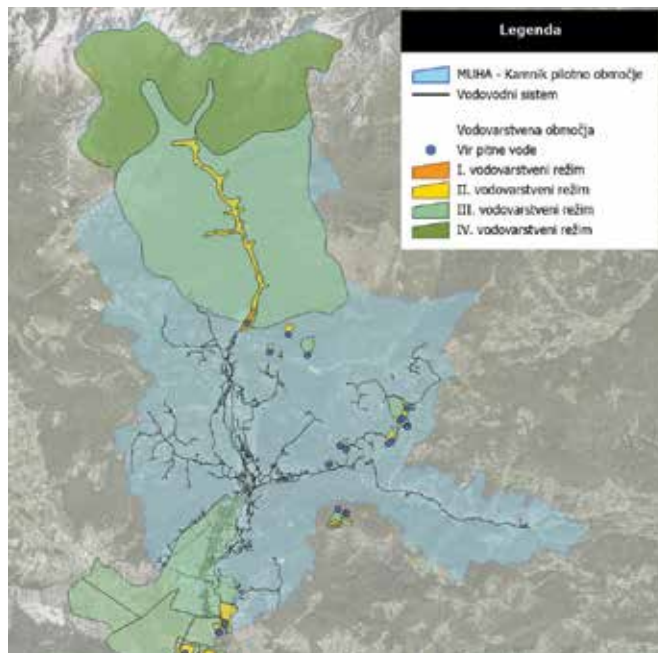 Legenda
MUHA - Kamnik pilotno območje
Vodovodni sistem
Vodovarstvena območja
Vir pitne vode
I. vodovarstveni režim
II. vodovarstveni režim
III. vodovarstveni režim
IV. vodovarstveni režim